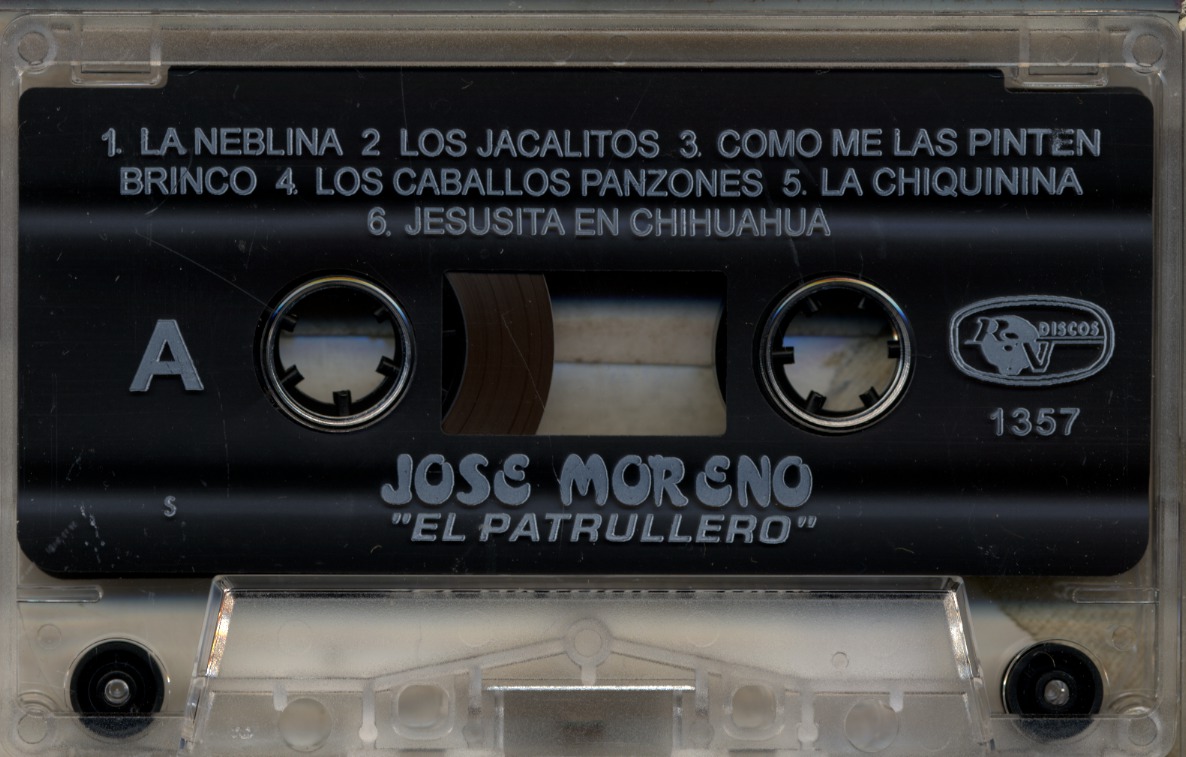 1. LA NEBLINA 2 LOS JACALITOS 3. COMO ME LAS PINTEN
BRINCO 4. LOS CABALLOS PANZONES 5. LA CHIQUININA
6. JESUSITA EN CHIHUAHUA
A
RV DISCOS
1357
JOSE MORENO
"EL PATRULLERO"
S